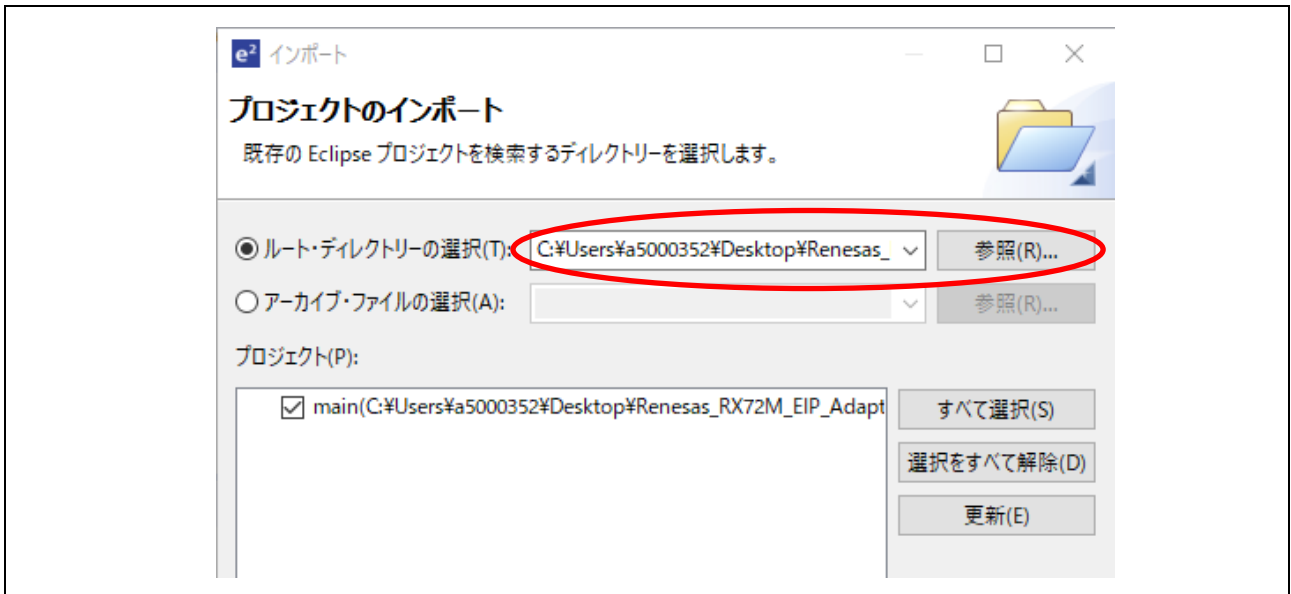 e² インポート
プロジェクトのインポート
既存の Eclipse プロジェクトを検索するディレクトリーを選択します。
ルート・ディレクトリーの選択(T): C:¥Users¥a5000352¥Desktop¥Renesas_ 参照(R)...
アーカイブ・ファイルの選択(A): 参照(R)...
プロジェクト(P):
main(C:¥Users¥a5000352¥Desktop¥Renesas_RX72M_EIP_Adapt すべて選択(S)
選択をすべて解除(D)
更新(E)